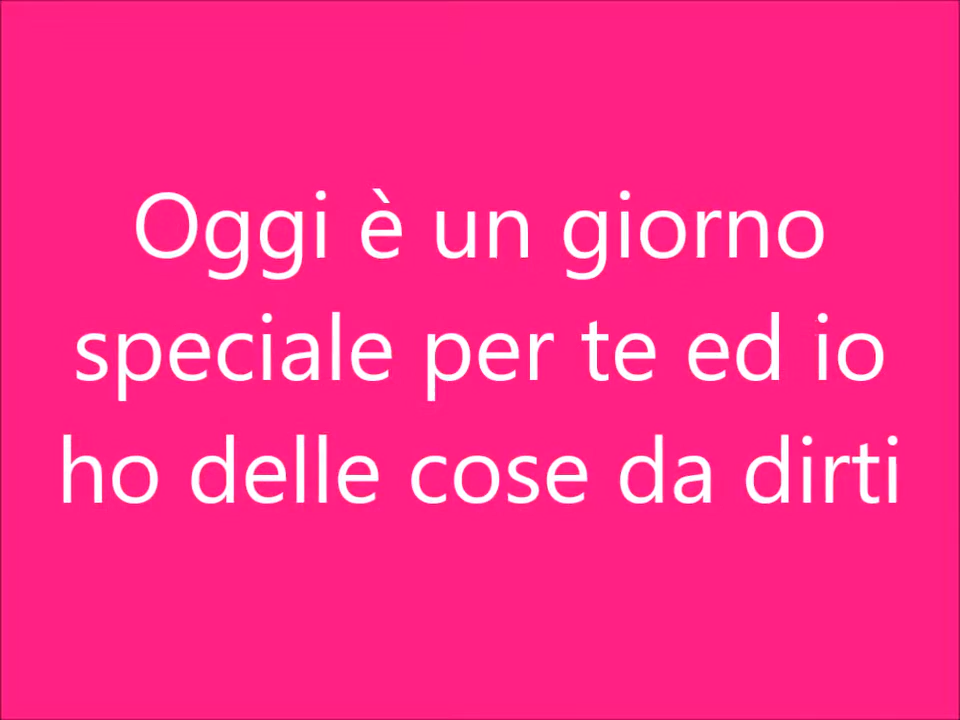 Oggi è un giorno
speciale per te ed io
ho delle cose da dirti